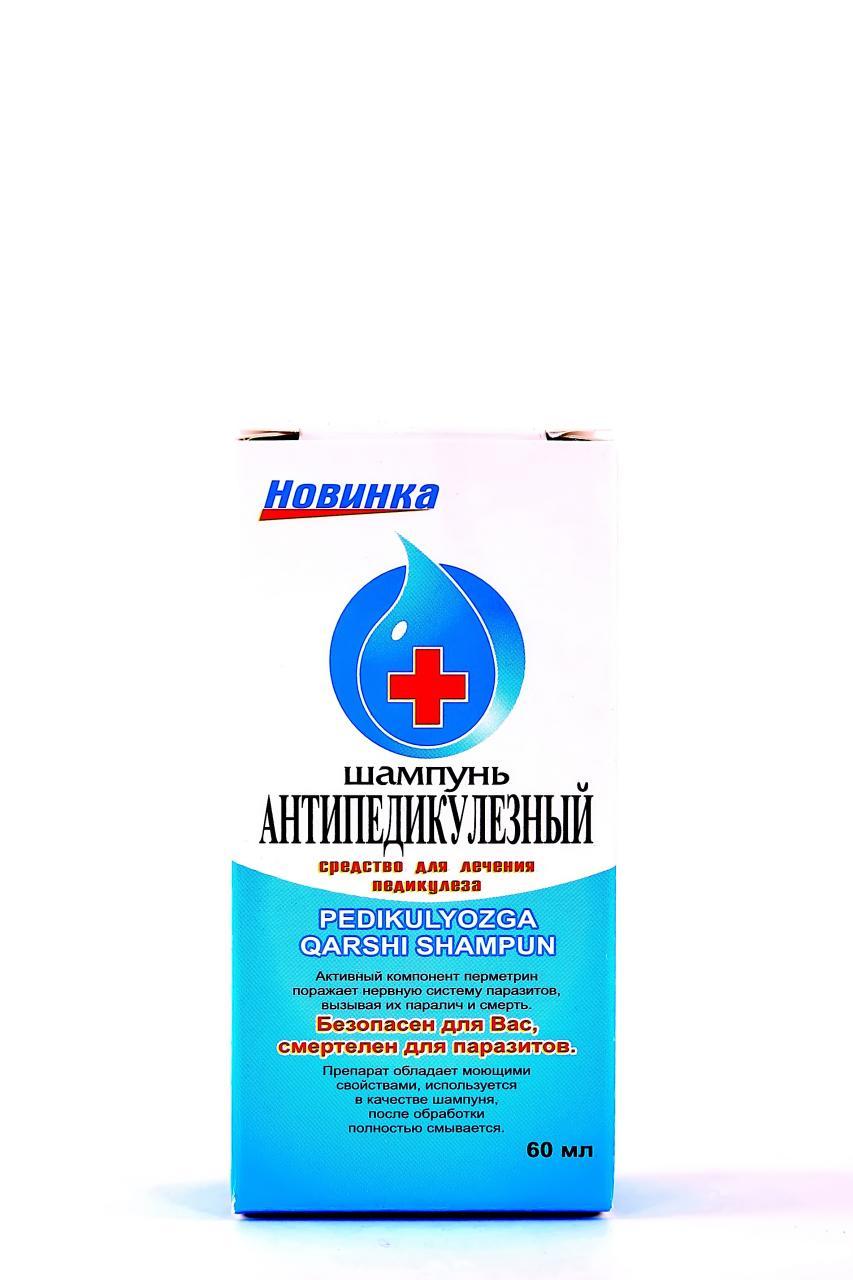 Новинка
шампунь
АНТИПЕДИКУЛЕЗНЫЙ
средство для лечения
педикулеза
PEDIKULYOZGA
QARSHI SHAMPUN
Активный компонент перметрин
поражает нервную систему паразитов,
вызывая их паралич и смерть.
Безопасен для Вас,
смертелен для паразитов.
Препарат обладает моющими
свойствами, используется
в качестве шампуня,
после обработки
полностью смывается.
60 мл